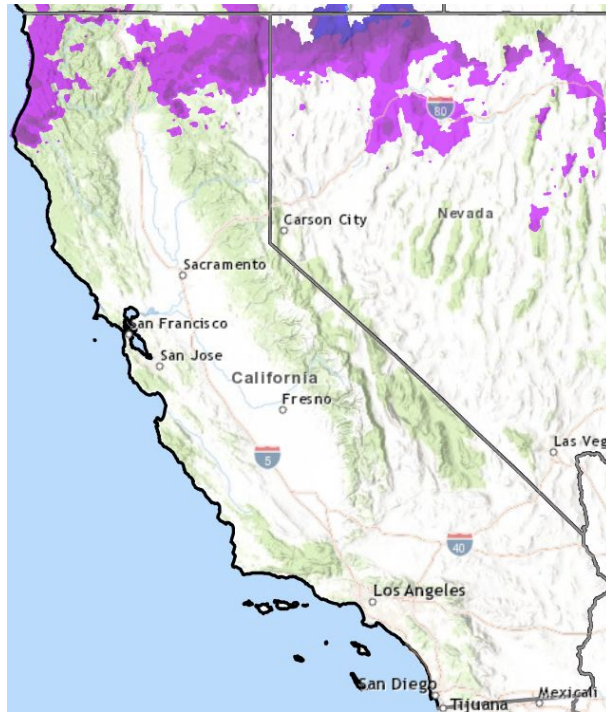 80
Carson City
Nevada
Sacramento
San Francisco
San Jose
California
Fresno
Las Veg
5
40
Los Angeles
San Diego
Tijuana
Mexicali